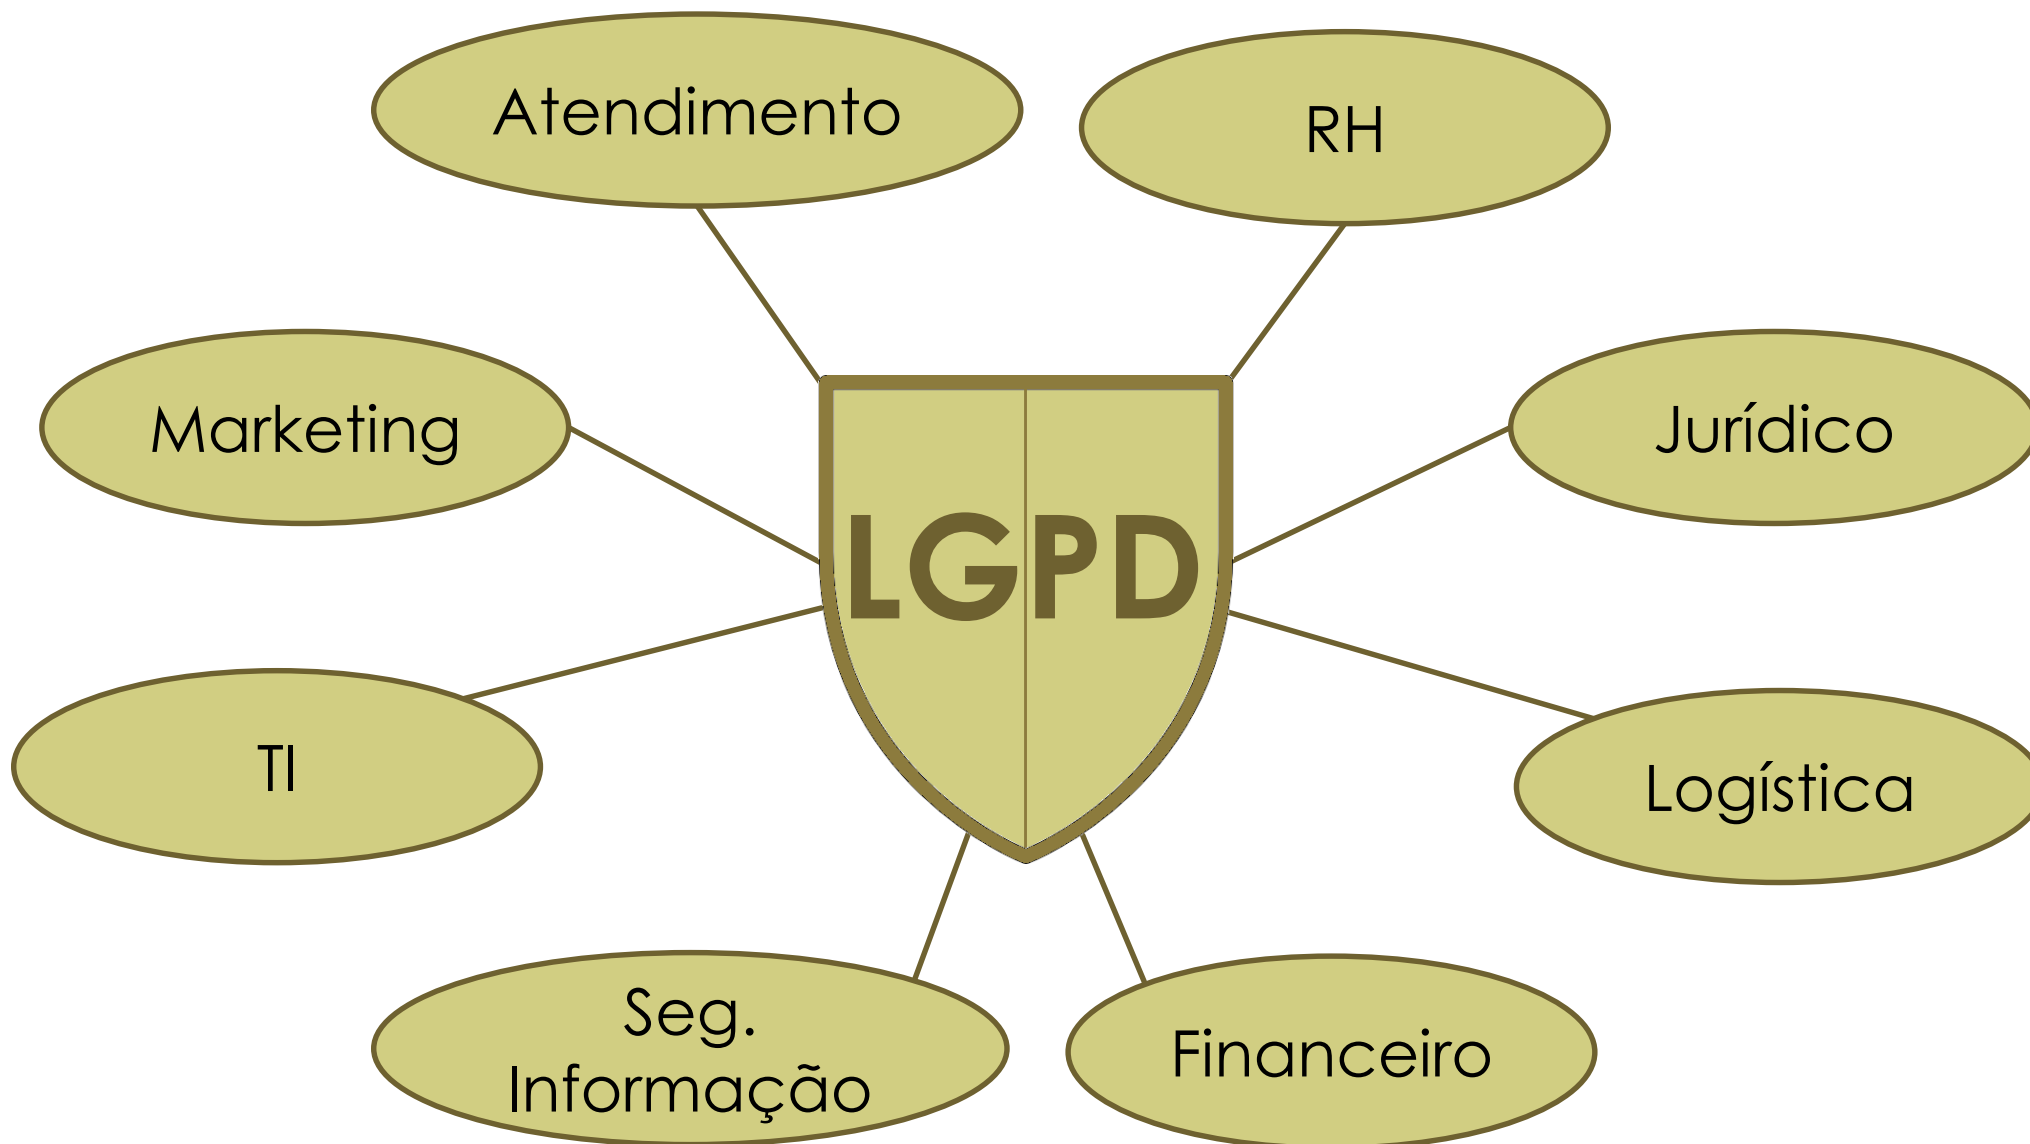 Atendimento
RH
Marketing
Jurídico
LGPD
TI
Logística
Seg.
Informação
Financeiro